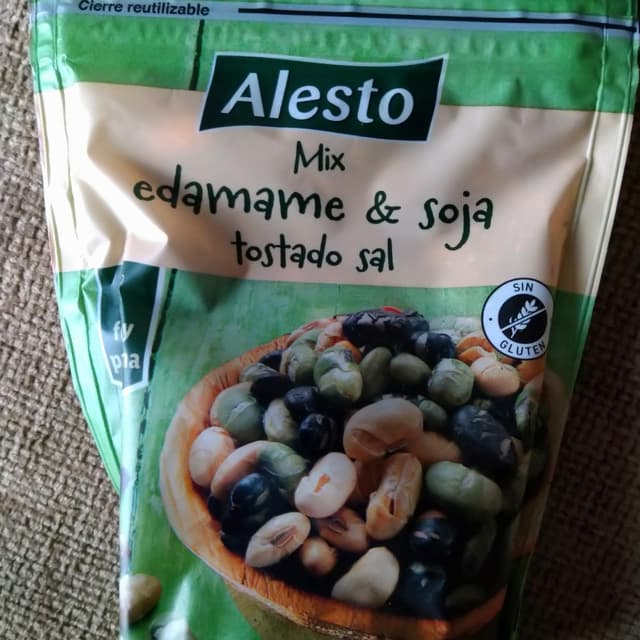 Cierre reutilizable
Alesto
Mix
edamame & soja
tostado sal
SIN
GLUTEN